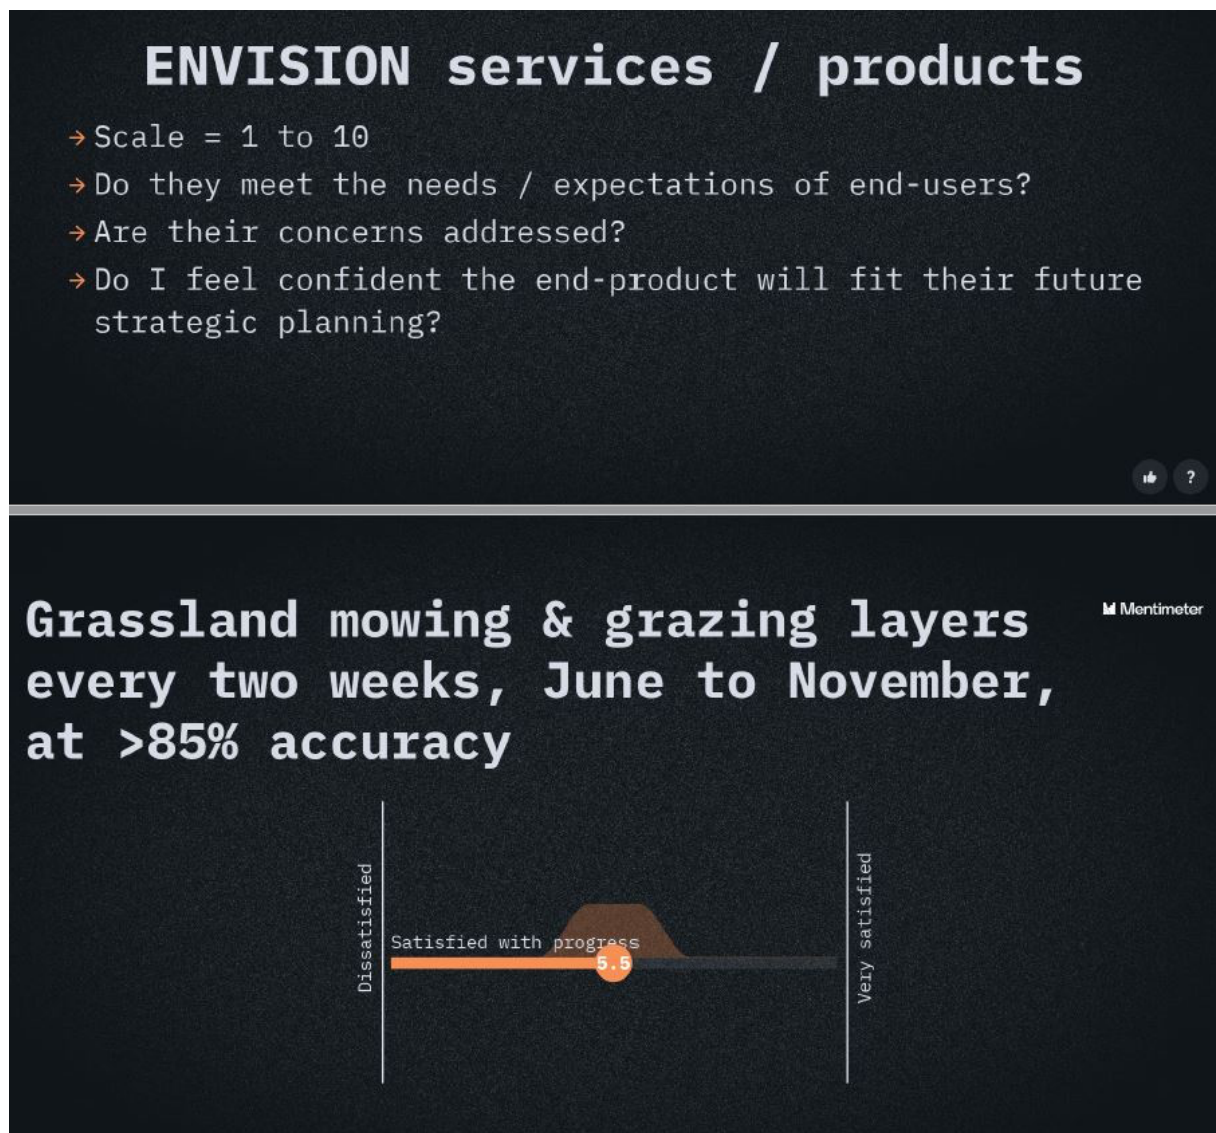 ENVISION services / products
→ Scale = 1 to 10
→ Do they meet the needs / expectations of end-users?
→ Are their concerns addressed?
→ Do I feel confident the end-product will fit their future
strategic planning?
?
Grassland mowing & grazing layers
every two weeks, June to November,
at >85% accuracy
Mentimeter
Dissatisfied
Satisfied with progress
5.5
Very satisfied